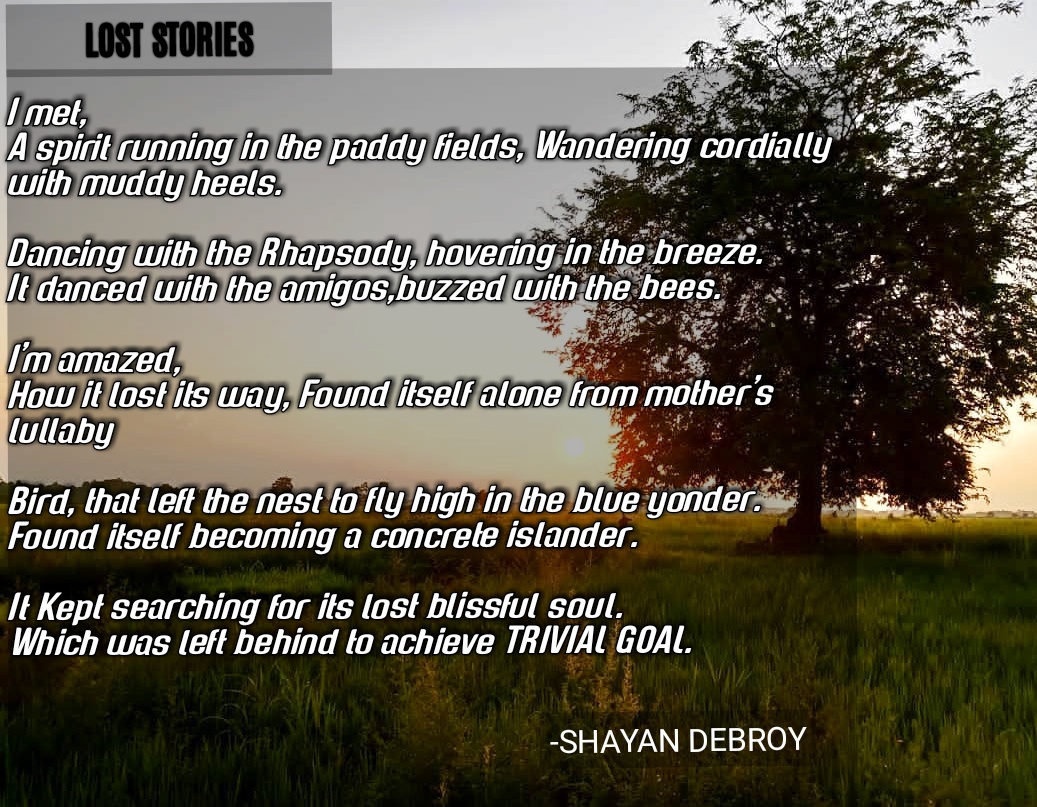 LOST STORIES
I met,
A spirit running in the paddy fields, Wandering cordially
with muddy heels.
Dancing with the Rhapsody, hovering in the breeze.
It danced with the amigos,buzzed with the bees.
I'm amazed,
How it lost its way, Found itself alone from mother's
lullaby
Bird, that left the nest to fly high in the blue yonder.
Found itself becoming a concrete islander.
It Kept searching for its lost blissful soul.
Which was left behind to achieve TRIVIAL GOAL.
-SHAYAN DEBROY